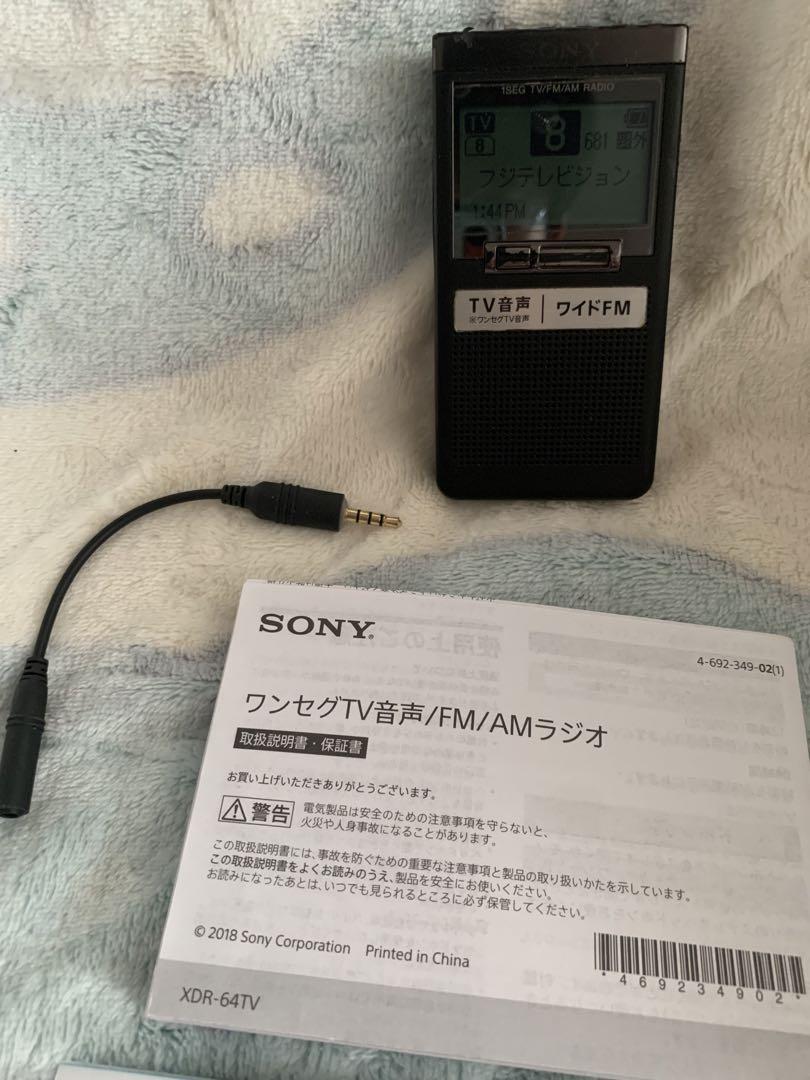 SONY
1SEG TV/FM/AM RADIO
TV
8
8
681 圏外
フジテレビジョン
1:44PM
TV音声
※ワンセグTV音声
ワイドFM
SONY®
4-692-349-02(1)
ワンセグTV音声/FM/AMラジオ
取扱説明書・保証書
お買い上げいただきありがとうございます。
警告
電気製品は安全のための注意事項を守らないと、
火災や人身事故になることがあります。
この取扱説明書には、事故を防ぐための重要な注意事項と製品の取り扱いかたを示しています。
この取扱説明書をよくお読みのうえ、製品を安全にお使いください。
お読みになったあとは、いつでも見られるところに必ず保管してください。
© 2018 Sony Corporation Printed in China
*469234902*
XDR-64TV